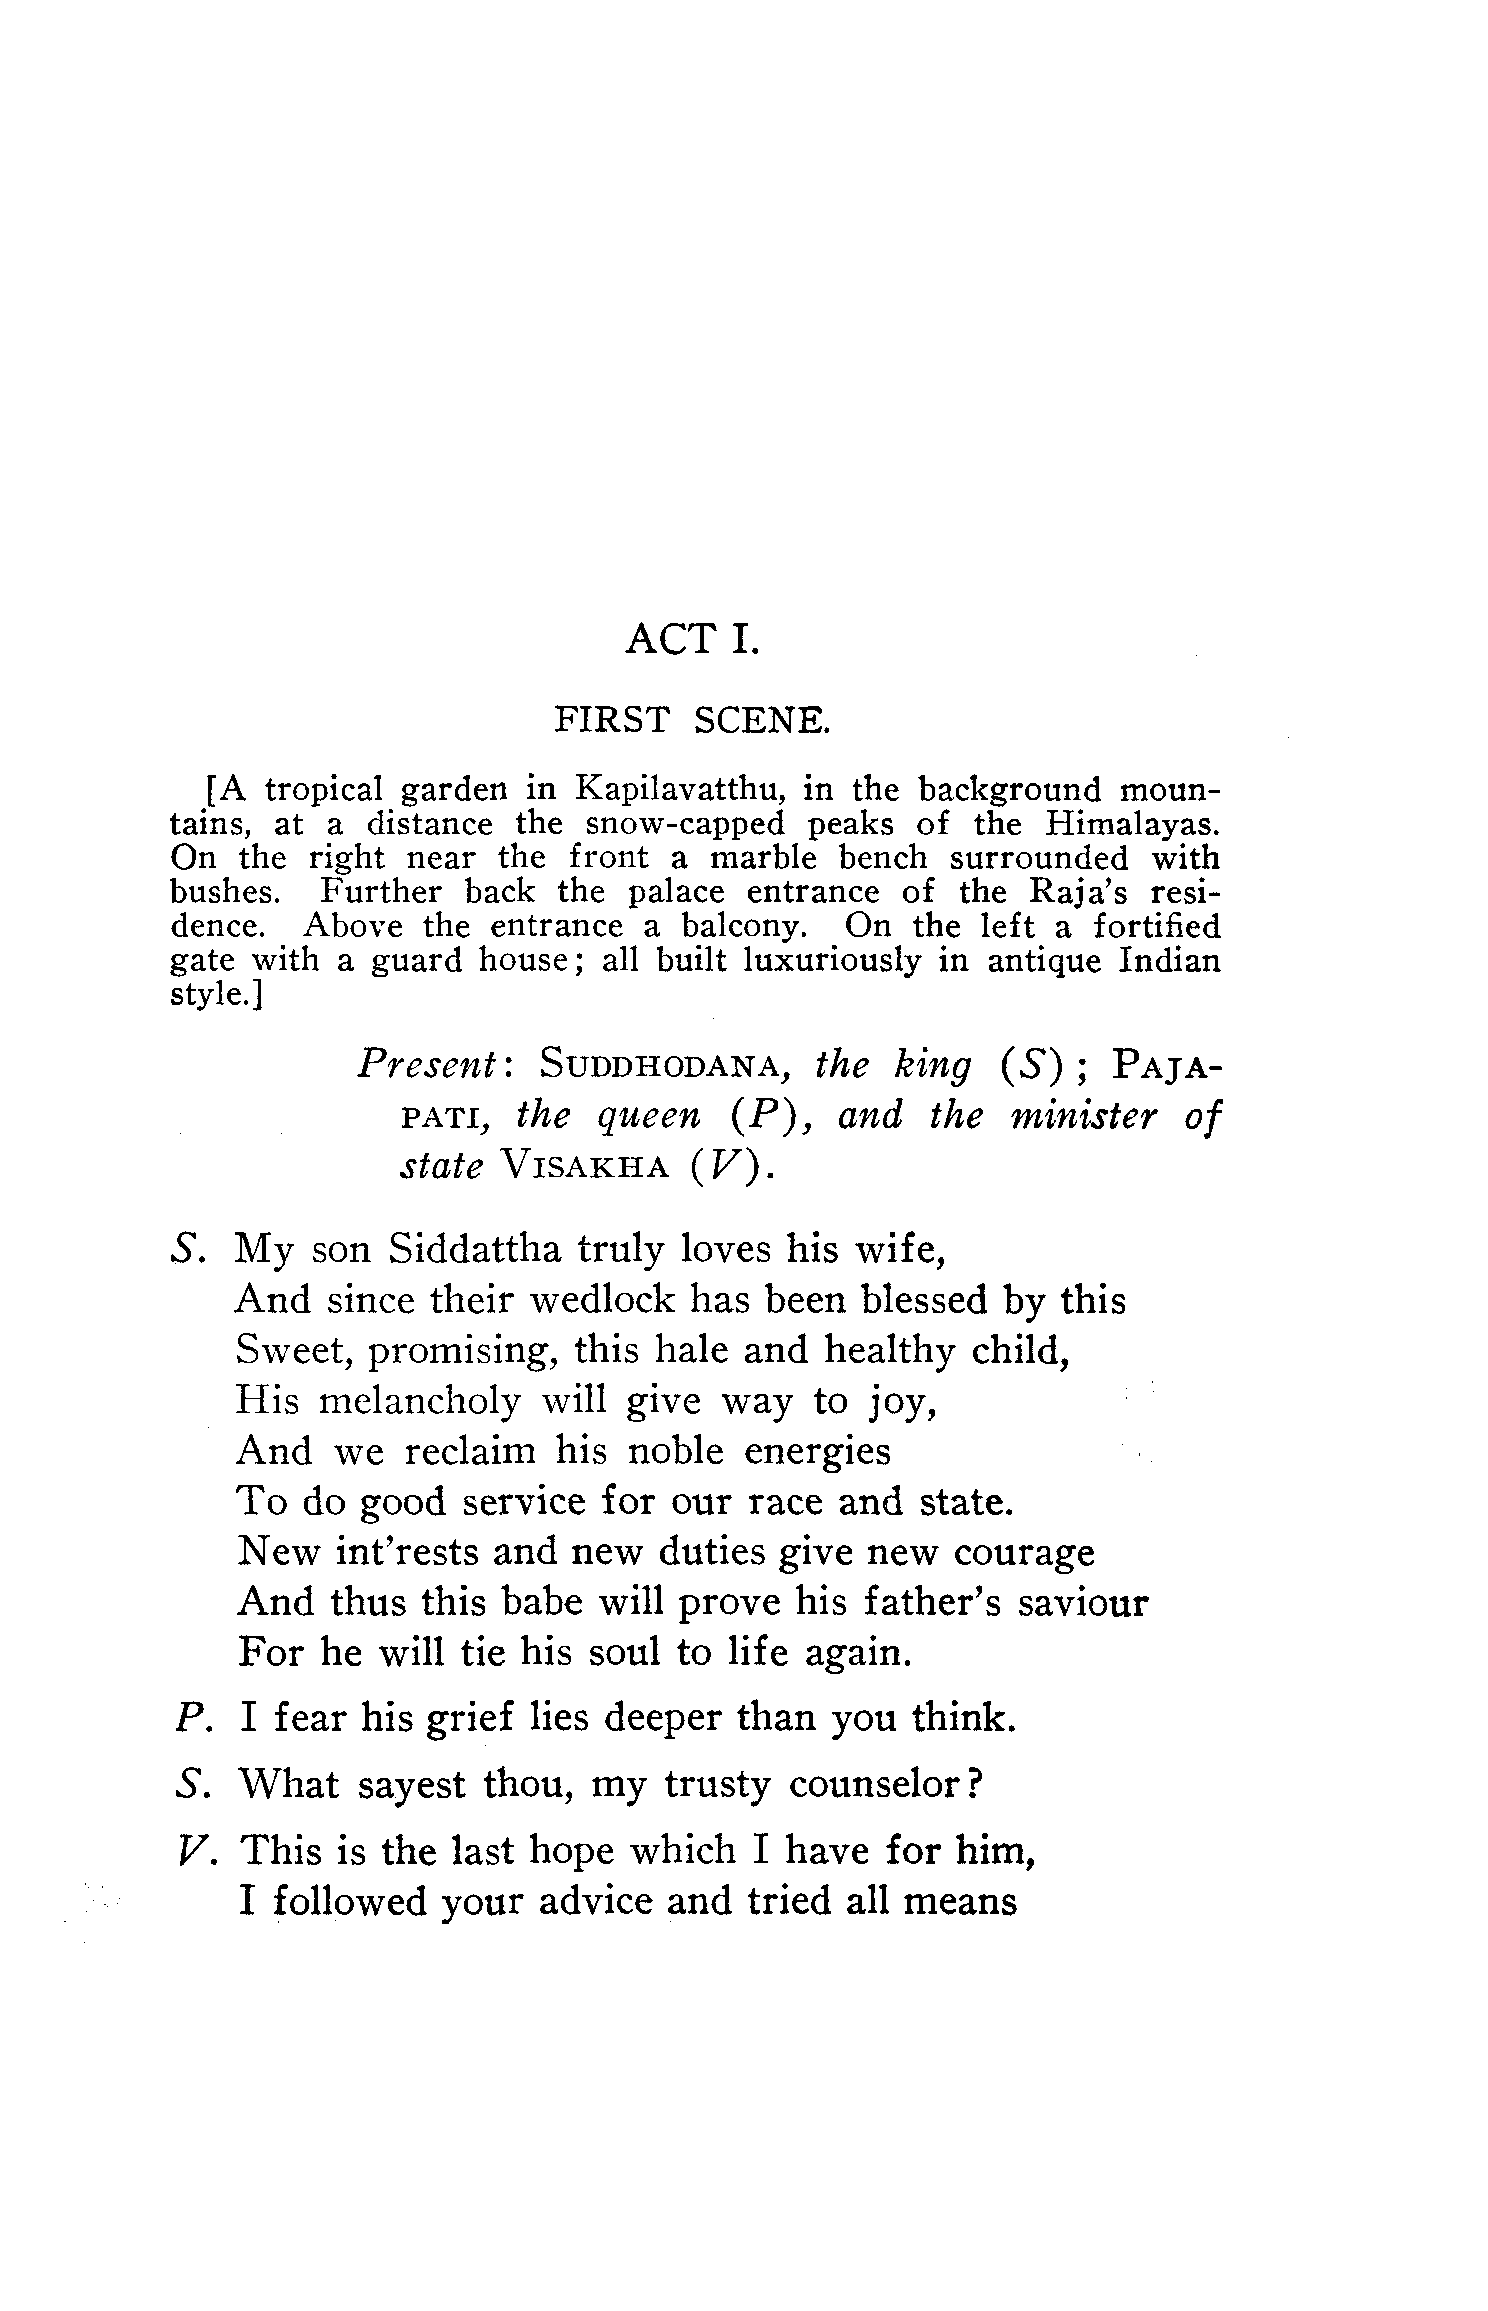 ACT I.
FIRST SCENE.
[A tropical garden in Kapilavatthu, in the background moun-
tains, at a distance the snow-capped peaks of the Himalayas.
On the right near the front a marble bench surrounded with
bushes. Further back the palace entrance of the Raja's resi-
dence. Above the entrance a balcony. On the left a fortified
gate with a guard house; all built luxuriously in antique Indian
style.]
Present: SUDDHODANA, the king (S); PAJA-
PATI, the queen (P), and the minister of
state VISAKHA (V).
S. My son Siddattha truly loves his wife,
And since their wedlock has been blessed by this
Sweet, promising, this hale and healthy child,
His melancholy will give way to joy,
And we reclaim his noble energies
To do good service for our race and state.
New int'rests and new duties give new courage
And thus this babe will prove his father's saviour
For he will tie his soul to life again.
P. I fear his grief lies deeper than you think.
S. What sayest thou, my trusty counselor?
V. This is the last hope which I have for him,
I followed your advice and tried all means